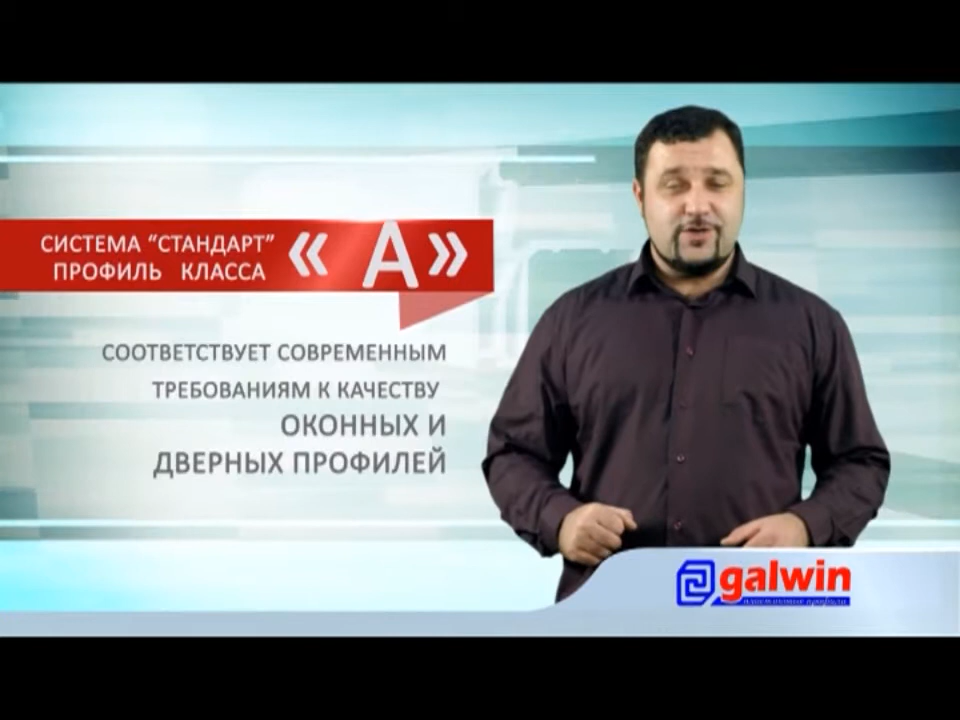 СИСТЕМА “СТАНДАРТ”
ПРОФИЛЬ КЛАССА
« А »
СООТВЕТСТВУЕТ СОВРЕМЕННЫМ
ТРЕБОВАНИЯМ К КАЧЕСТВУ
ОКОННЫХ И
ДВЕРНЫХ ПРОФИЛЕЙ
galwin